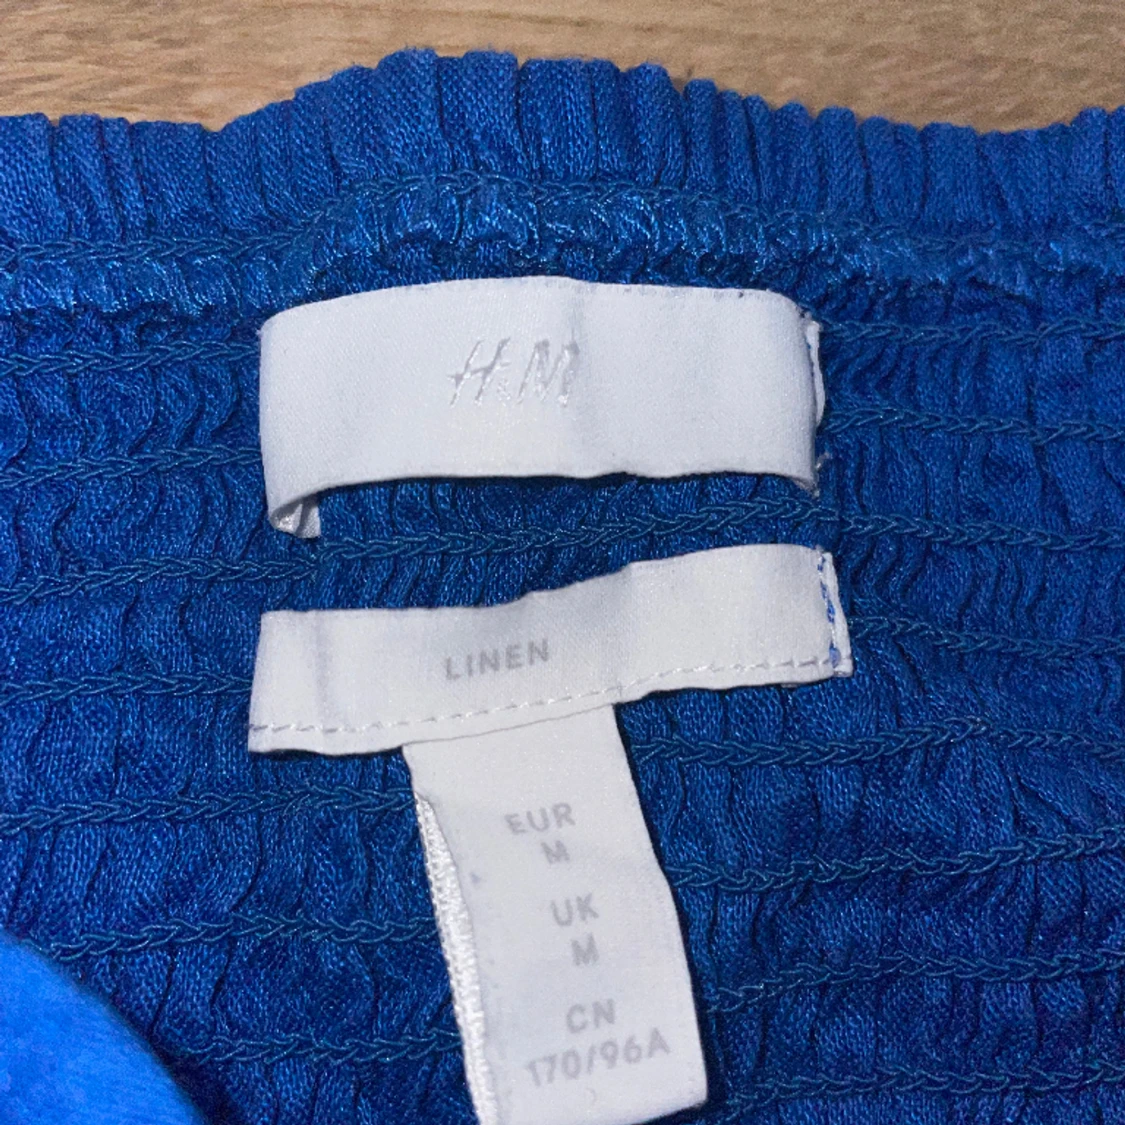 H&M
LINEN
EUR
M
UK
M
CN
170/96A